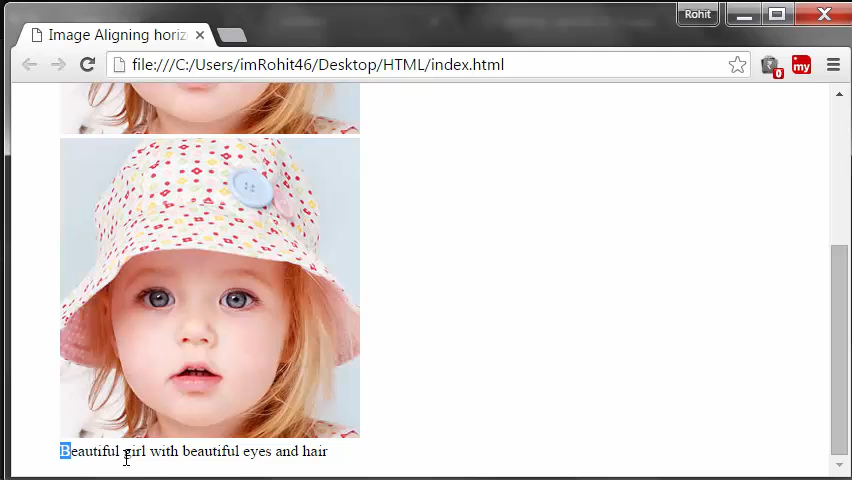 Rohit
Image Aligning horiz
file:///C:/Users/imRohit46/Desktop/HTML/index.html
0
my
Beautiful girl with beautiful eyes and hair